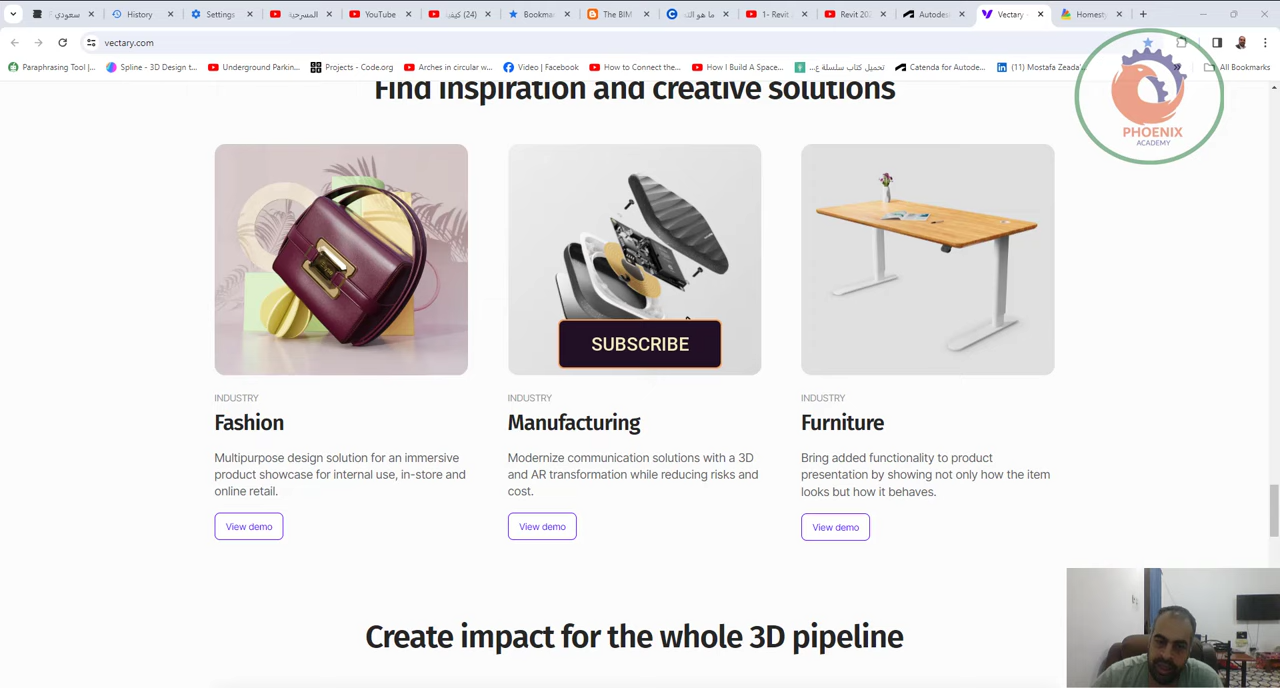 سعودي
History
Settings
المسرحية
YouTube
(24) كيفية
Bookma
The BIM
ما هو الف
1- Revit
Revit 202
Autodes
Vectary
Homesty
vectary.com
Paraphrasing Tool |...
Spline - 3D Design t...
Underground Parkin...
Projects - Code.org
Arches in circular w...
Video | Facebook
How to Connect the...
How I Build A Space...
تحميل كتاب سلسلة ع...
Catenda for Autode...
(11) Mostafa Zeada'
All Bookmarks
PHOENIX
ACADEMY
Find inspiration and creative solutions
SUBSCRIBE
INDUSTRY
Fashion
Multipurpose design solution for an immersive
product showcase for internal use, in-store and
online retail.
View demo
INDUSTRY
Manufacturing
Modernize communication solutions with a 3D
and AR transformation while reducing risks and
cost.
View demo
INDUSTRY
Furniture
Bring added functionality to product
presentation by showing not only how the item
looks but how it behaves.
View demo
Create impact for the whole 3D pipeline